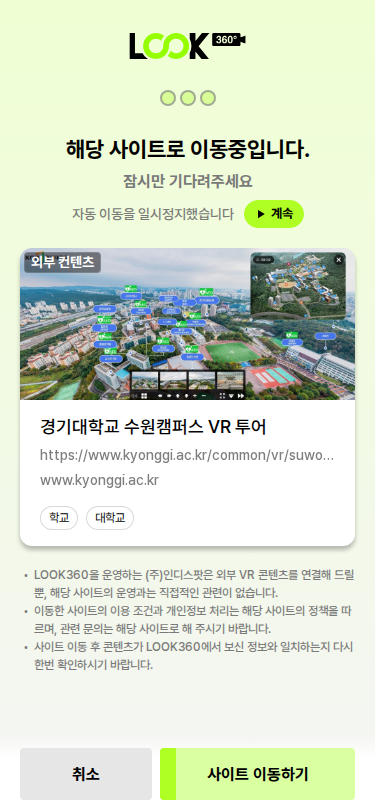 LOOK 360°
해당 사이트로 이동중입니다.
잠시만 기다려주세요
자동 이동을 일시정지했습니다
계속
외부 컨텐츠
경기대학교 수원캠퍼스 VR 투어
https://www.kyonggi.ac.kr/common/vr/suwo...
www.kyonggi.ac.kr
학교 대학교
• LOOK360을 운영하는 (주)인디스팟은 외부 VR 콘텐츠를 연결해 드릴
뿐, 해당 사이트의 운영과는 직접적인 관련이 없습니다.
• 이동한 사이트의 이용 조건과 개인정보 처리는 해당 사이트의 정책을 따
르며, 관련 문의는 해당 사이트로 해 주시기 바랍니다.
• 사이트 이동 후 콘텐츠가 LOOK360에서 보신 정보와 일치하는지 다시
한번 확인하시기 바랍니다.
취소
사이트 이동하기